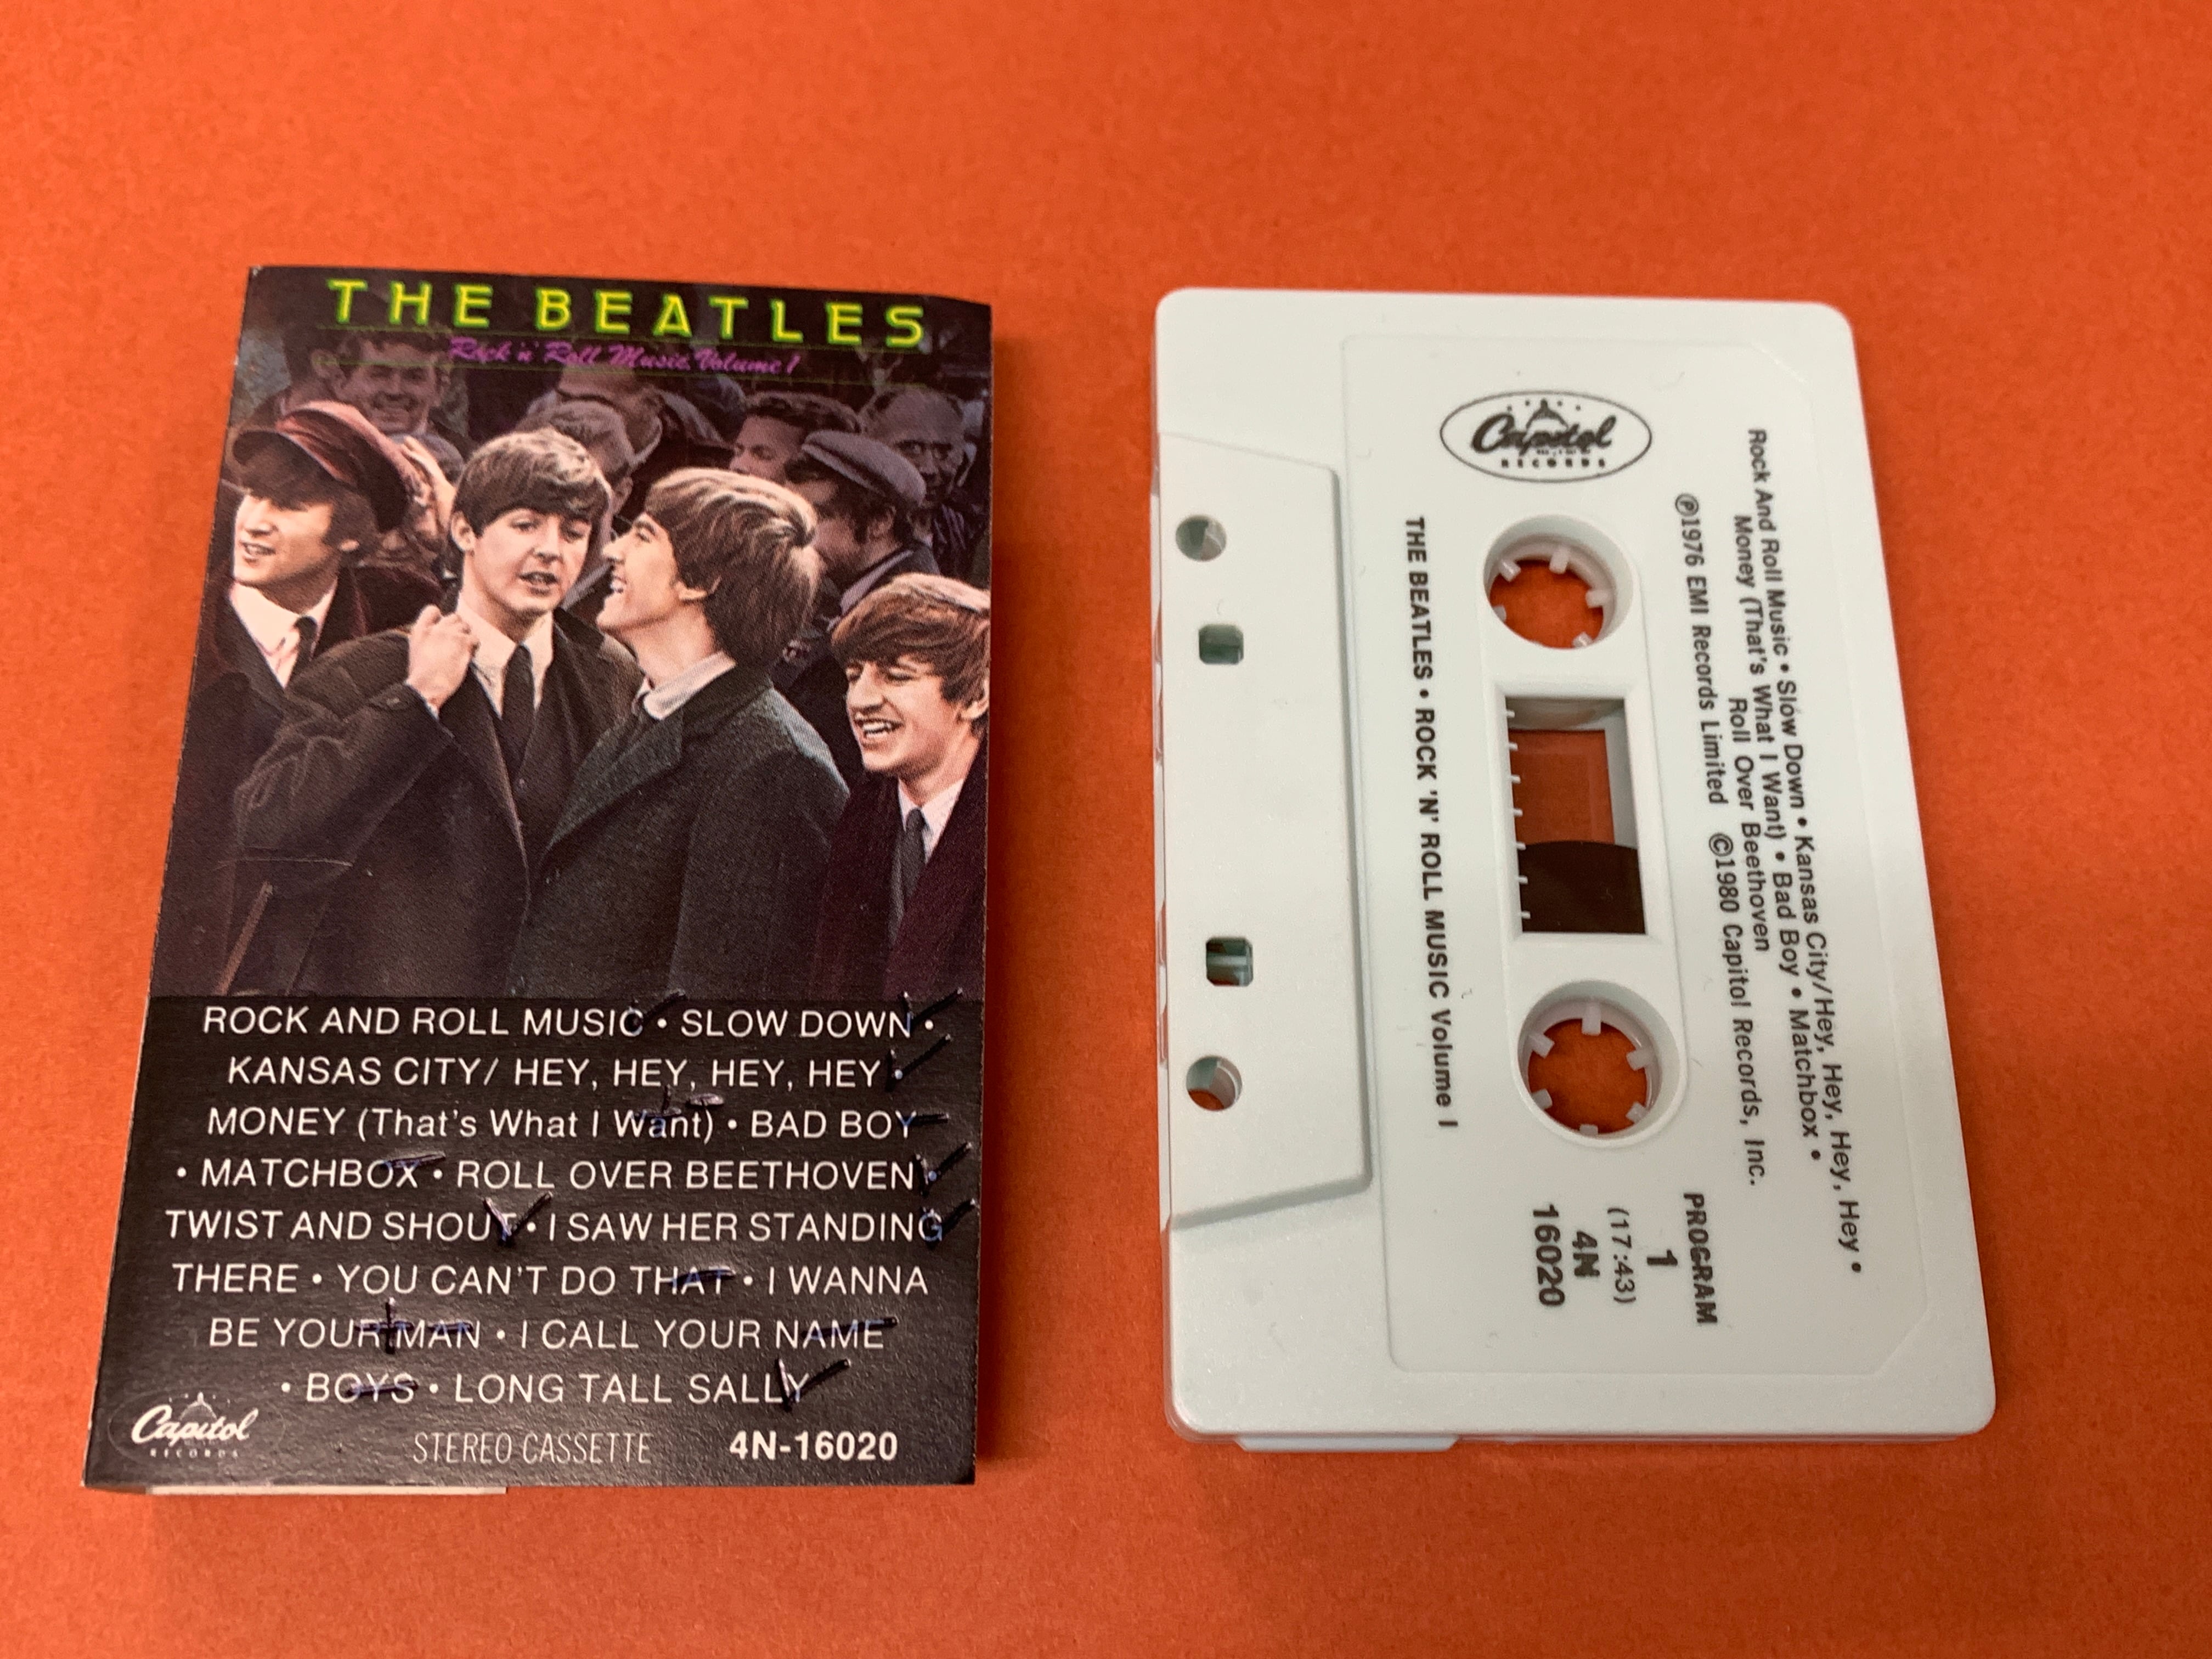 THE BEATLES
Rock 'n' Roll Music, Volume 1
ROCK AND ROLL MUSIC • SLOW DOWN •
KANSAS CITY/ HEY, HEY, HEY, HEY •
MONEY (That's What I Want) • BAD BOY
• MATCHBOX • ROLL OVER BEETHOVEN •
TWIST AND SHOUT • I SAW HER STANDING
THERE • YOU CAN'T DO THAT • I WANNA
BE YOUR MAN • I CALL YOUR NAME
• BOYS • LONG TALL SALLY
Capitol
RECORDS
STEREO CASSETTE 4N-16020
Capitol
RECORDS
Rock And Roll Music • Slow Down • Kansas City/Hey, Hey, Hey, Hey •
Money (That's What I Want) • Bad Boy • Matchbox •
Roll Over Beethoven
℗1976 EMI Records Limited ©1980 Capitol Records, Inc.
THE BEATLES • ROCK 'N' ROLL MUSIC Volume I
PROGRAM
1
(17:43)
4N
16020